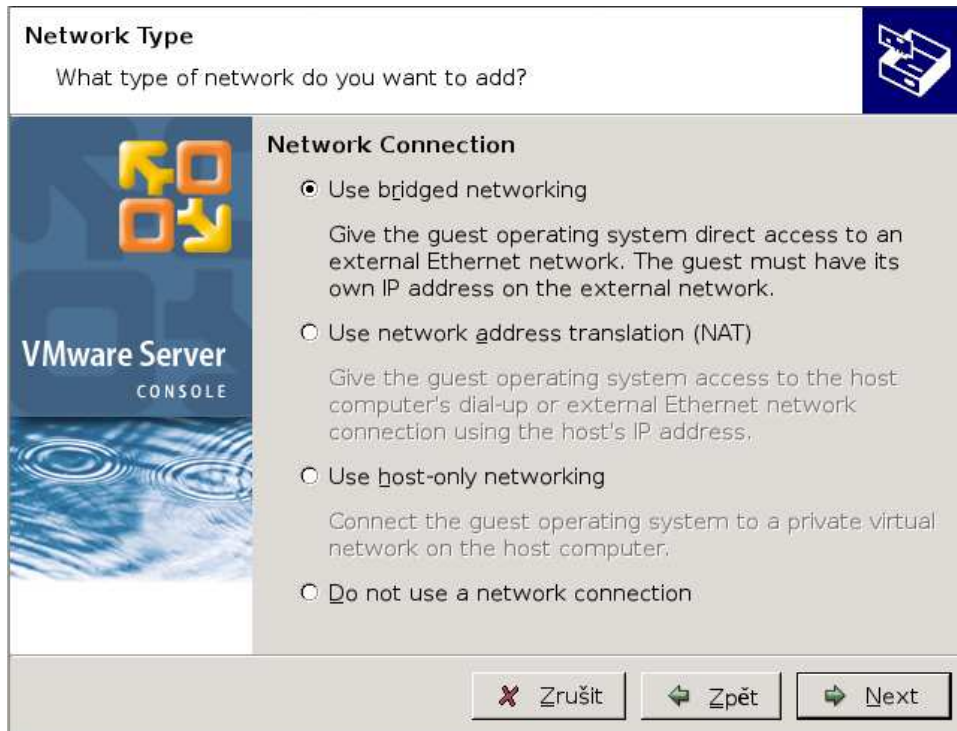 Network Type
What type of network do you want to add?
VMware Server
CONSOLE
Network Connection
Use bridged networking
Give the guest operating system direct access to an
external Ethernet network. The guest must have its
own IP address on the external network.
Use network address translation (NAT)
Give the guest operating system access to the host
computer's dial-up or external Ethernet network
connection using the host's IP address.
Use host-only networking
Connect the guest operating system to a private virtual
network on the host computer.
Do not use a network connection
Zrušit
Zpět
Next